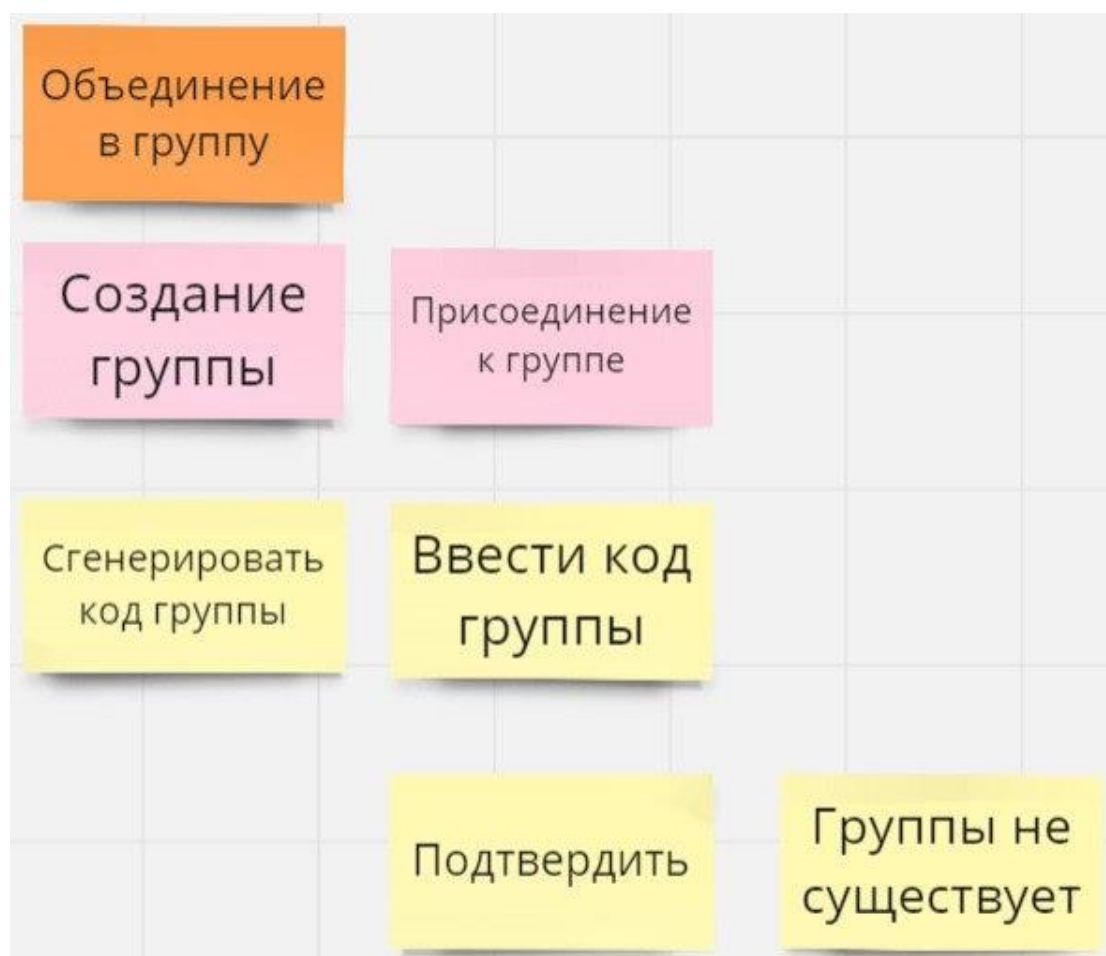 Объединение
в группу
Создание
группы
Присоединение
к группе
Сгенерировать
код группы
Ввести код
группы
Подтвердить
Группы не
существует